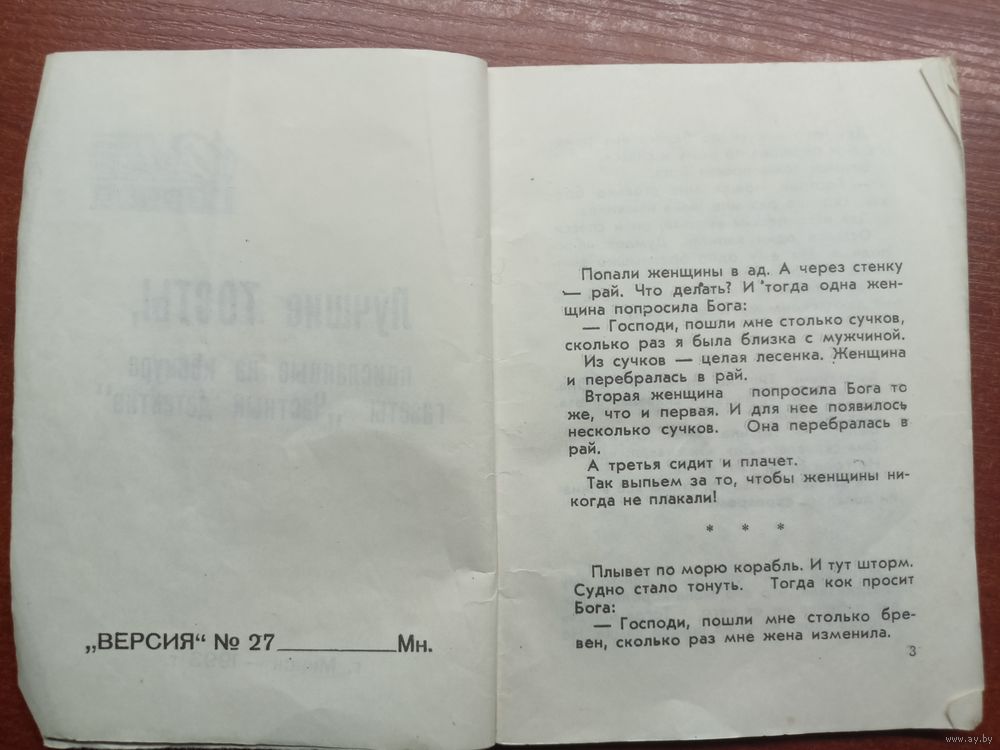 „ВЕРСИЯ“ № 27____________Мн.
Попали женщины в ад. А через стенку
— рай. Что делать? И тогда одна жен-
щина попросила Бога:
— Господи, пошли мне столько сучков,
сколько раз я была близка с мужчиной.
Из сучков — целая лесенка. Женщина
и перебралась в рай.
Вторая женщина попросила Бога то
же, что и первая. И для нее появилось
несколько сучков. Она перебралась в
рай.
А третья сидит и плачет.
Так выпьем за то, чтобы женщины ни-
когда не плакали!
* * *
Плывет по морю корабль. И тут шторм.
Судно стало тонуть. Тогда кок просит
Бога:
— Господи, пошли мне столько бре-
вен, сколько раз мне жена изменила.
3
www.ay.by